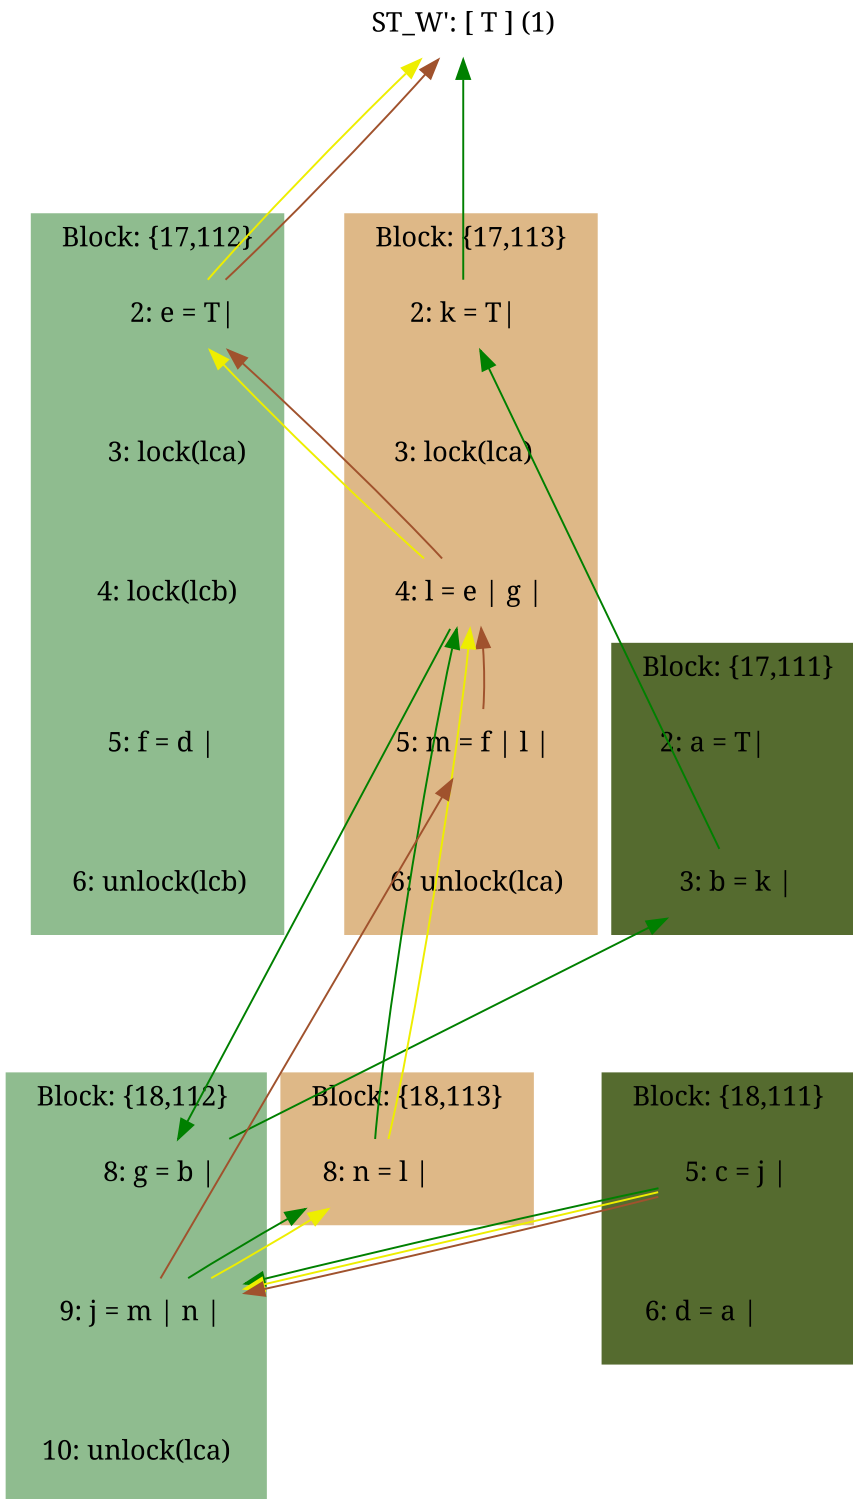 ST_W': [ T ] (1)
Block: {17,112}
2: e = T|
3: lock(lca)
4: lock(lcb)
5: f = d |
6: unlock(lcb)
Block: {17,113}
2: k = T|
3: lock(lca)
4: l = e | g |
5: m = f | l |
6: unlock(lca)
Block: {17,111}
2: a = T|
3: b = k |
Block: {18,112}
8: g = b |
9: j = m | n |
10: unlock(lca)
Block: {18,113}
8: n = l |
Block: {18,111}
5: c = j |
6: d = a |